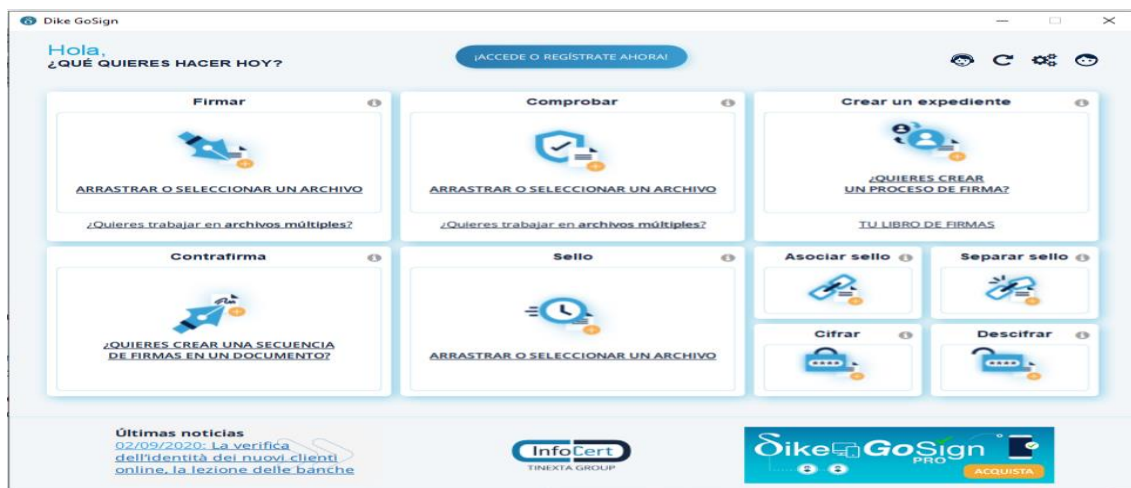 Dike GoSign
Hola,
¿QUÉ QUIERES HACER HOY?
¡ACCEDE O REGÍSTRATE AHORA!
Firmar
ARRASTRAR O SELECCIONAR UN ARCHIVO
¿Quieres trabajar en archivos múltiples?
Comprobar
ARRASTRAR O SELECCIONAR UN ARCHIVO
¿Quieres trabajar en archivos múltiples?
Crear un expediente
¿QUIERES CREAR
UN PROCESO DE FIRMA?
TU LIBRO DE FIRMAS
Contrafirma
¿QUIERES CREAR UNA SECUENCIA
DE FIRMAS EN UN DOCUMENTO?
Sello
ARRASTRAR O SELECCIONAR UN ARCHIVO
Asociar sello
Separar sello
Cifrar
Descifrar
Últimas noticias
02/09/2020: La verifica
dell'identità dei nuovi clienti
online, la lezione delle banche
InfoCert
TINEXTA GROUP
Dike GoSign
PRO
ACQUISTA